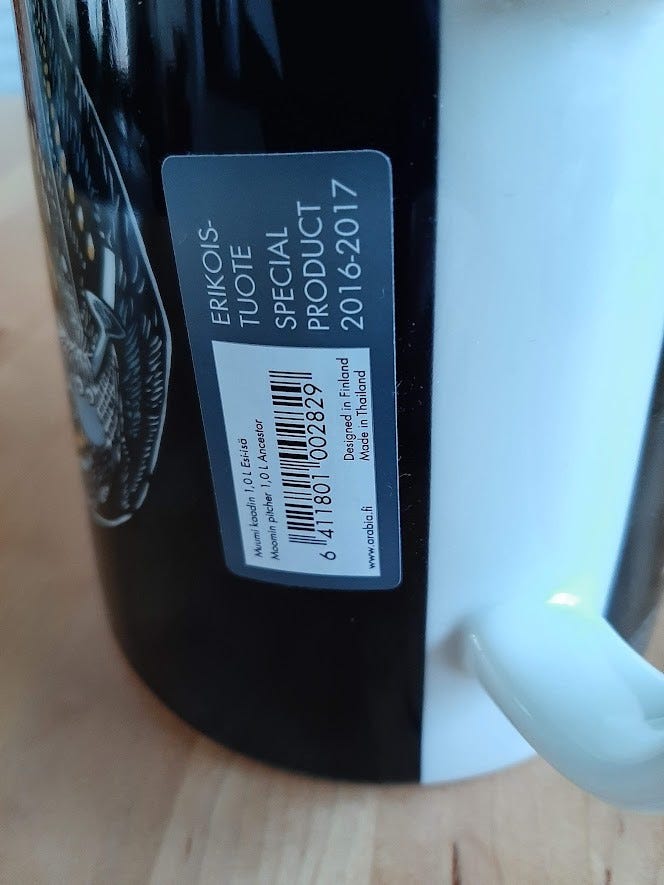 ERIKOIS-
TUOTE
SPECIAL
PRODUCT
2016-2017
Muumi kaadin 1,0 L Esi-isä
Moomin pitcher 1,0 L Ancestor
6 411801 002829
Designed in Finland
www.arabia.fi Made in Thailand